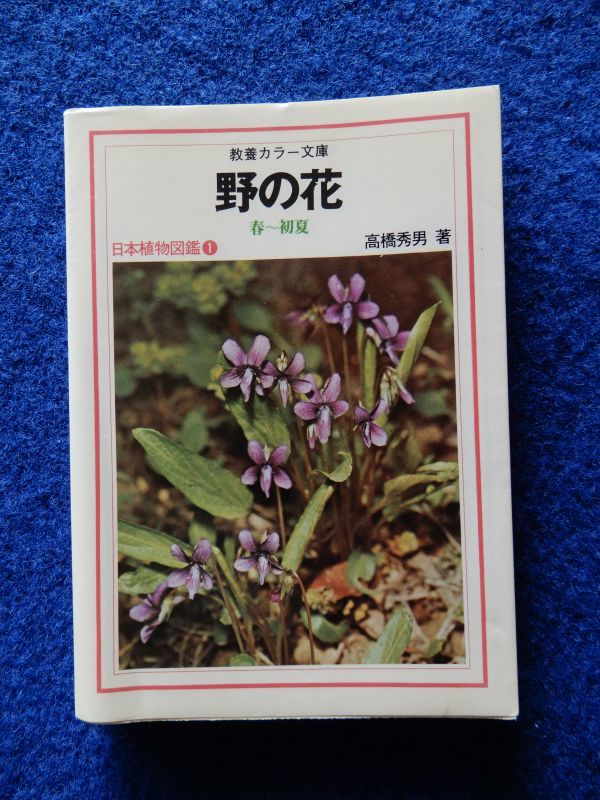 教養カラー文庫
野の花
春~初夏
日本植物図鑑❶
高橋秀男 著